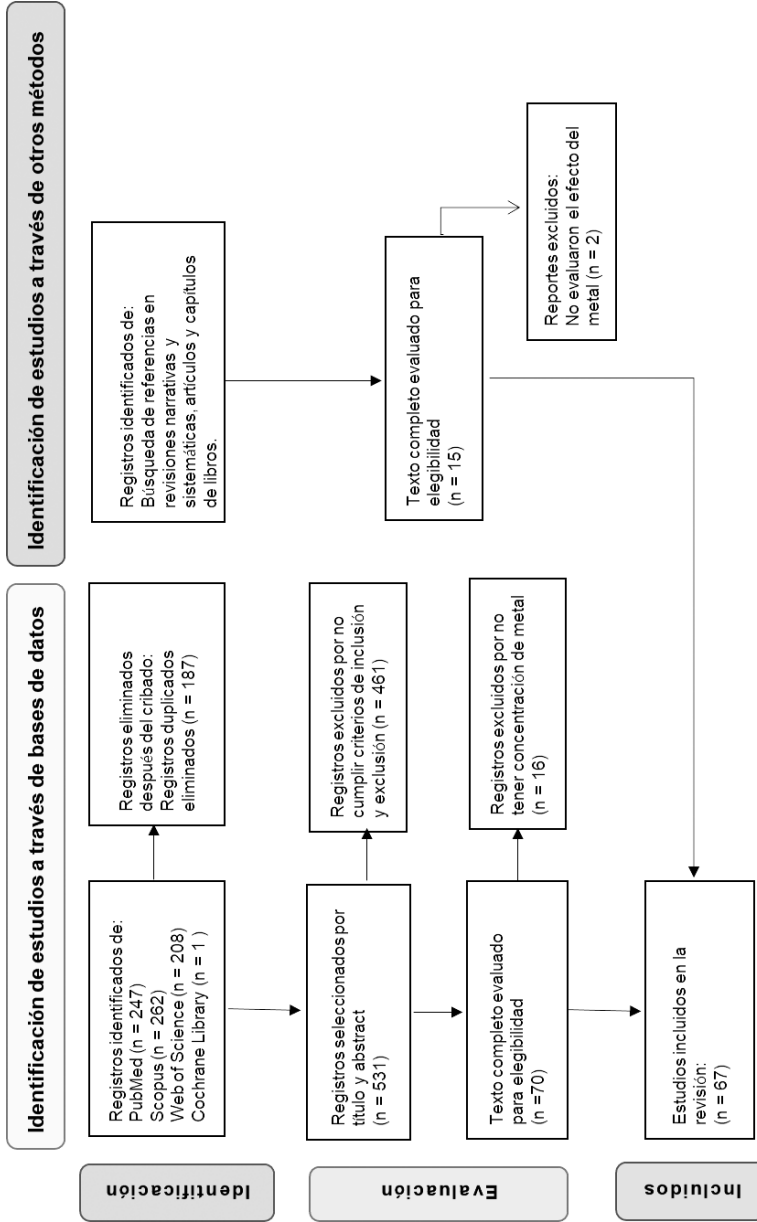 Identificación de estudios a través de bases de datos
Identificación de estudios a través de otros métodos
Identificación
Registros identificados de:
PubMed (n = 247)
Scopus (n = 262)
Web of Science (n = 208)
Cochrane Library (n = 1 )
Registros eliminados
después del cribado:
Registros duplicados
eliminados (n = 187)
Registros identificados de:
Búsqueda de referencias en
revisiones narrativas y
sistemáticas, artículos y capítulos
de libros.
Evaluación
Registros seleccionados por
título y abstract
(n = 531)
Registros excluidos por no
cumplir criterios de inclusión
y exclusión (n = 461)
Texto completo evaluado
para elegibilidad
(n =70)
Registros excluidos por no
tener concentración de metal
(n = 16)
Texto completo evaluado para
elegibilidad
(n = 15)
Reportes excluidos:
No evaluaron el efecto del
metal (n = 2)
Incluidos
Estudios incluidos en la
revisión:
(n = 67)